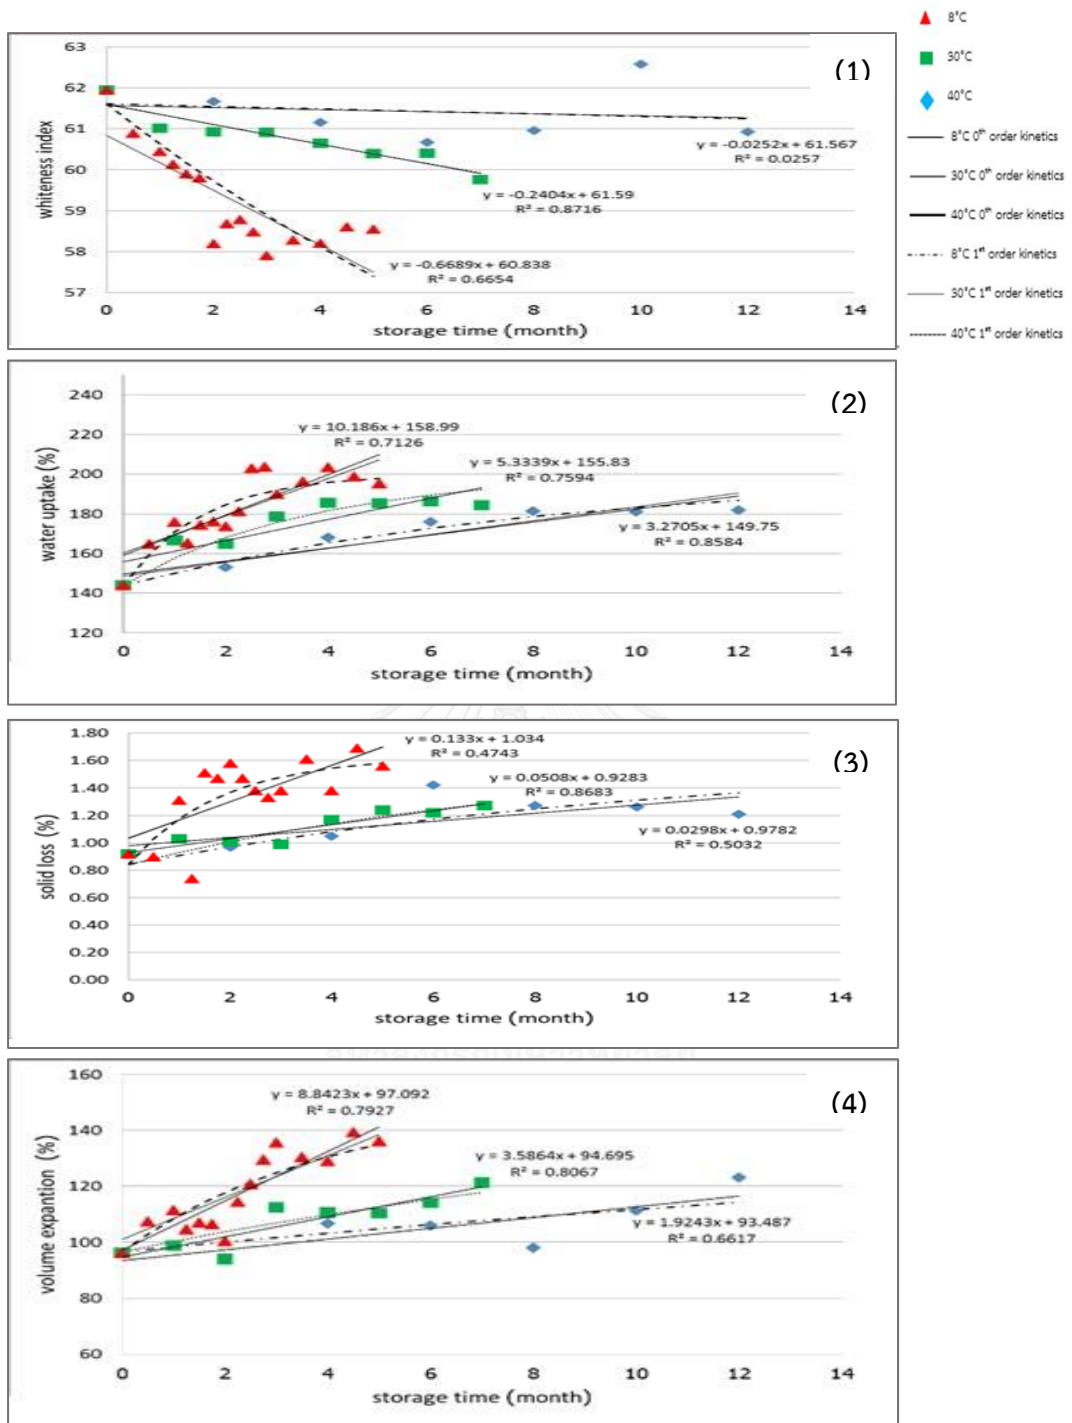 63
62
61
60
59
58
57
whiteness index
0 2 4 6 8 10 12 14
storage time (month)
(1)
y = -0.0252x + 61.567
R² = 0.0257
y = -0.2404x + 61.59
R² = 0.8716
y = -0.6689x + 60.838
R² = 0.6654
8°C
30°C
40°C
8°C 0th order kinetics
30°C 0th order kinetics
40°C 0th order kinetics
8°C 1st order kinetics
30°C 1st order kinetics
40°C 1st order kinetics
240
220
200
180
160
140
120
water uptake (%)
0 2 4 6 8 10 12 14
storage time (month)
(2)
y = 10.186x + 158.99
R² = 0.7126
y = 5.3339x + 155.83
R² = 0.7594
y = 3.2705x + 149.75
R² = 0.8584
1.80
1.60
1.40
1.20
1.00
0.80
0.60
0.40
0.20
0.00
solid loss (%)
0 2 4 6 8 10 12 14
storage time (month)
(3)
y = 0.133x + 1.034
R² = 0.4743
y = 0.0508x + 0.9283
R² = 0.8683
y = 0.0298x + 0.9782
R² = 0.5032
160
140
120
100
80
60
volume expantion (%)
0 2 4 6 8 10 12 14
storage time (month)
(4)
y = 8.8423x + 97.092
R² = 0.7927
y = 3.5864x + 94.695
R² = 0.8067
y = 1.9243x + 93.487
R² = 0.6617